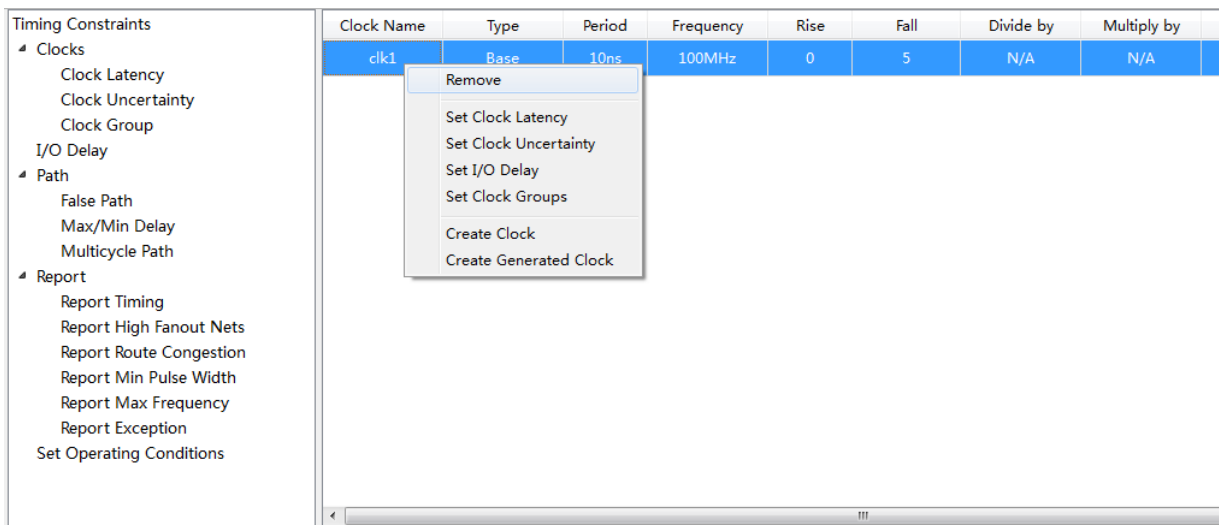 Timing Constraints
Clocks
Clock Latency
Clock Uncertainty
Clock Group
I/O Delay
Path
False Path
Max/Min Delay
Multicycle Path
Report
Report Timing
Report High Fanout Nets
Report Route Congestion
Report Min Pulse Width
Report Max Frequency
Report Exception
Set Operating Conditions
Clock Name Type Period Frequency Rise Fall Divide by Multiply by
clk1 Base 10ns 100MHz 0 5 N/A N/A
Remove
Set Clock Latency
Set Clock Uncertainty
Set I/O Delay
Set Clock Groups
Create Clock
Create Generated Clock